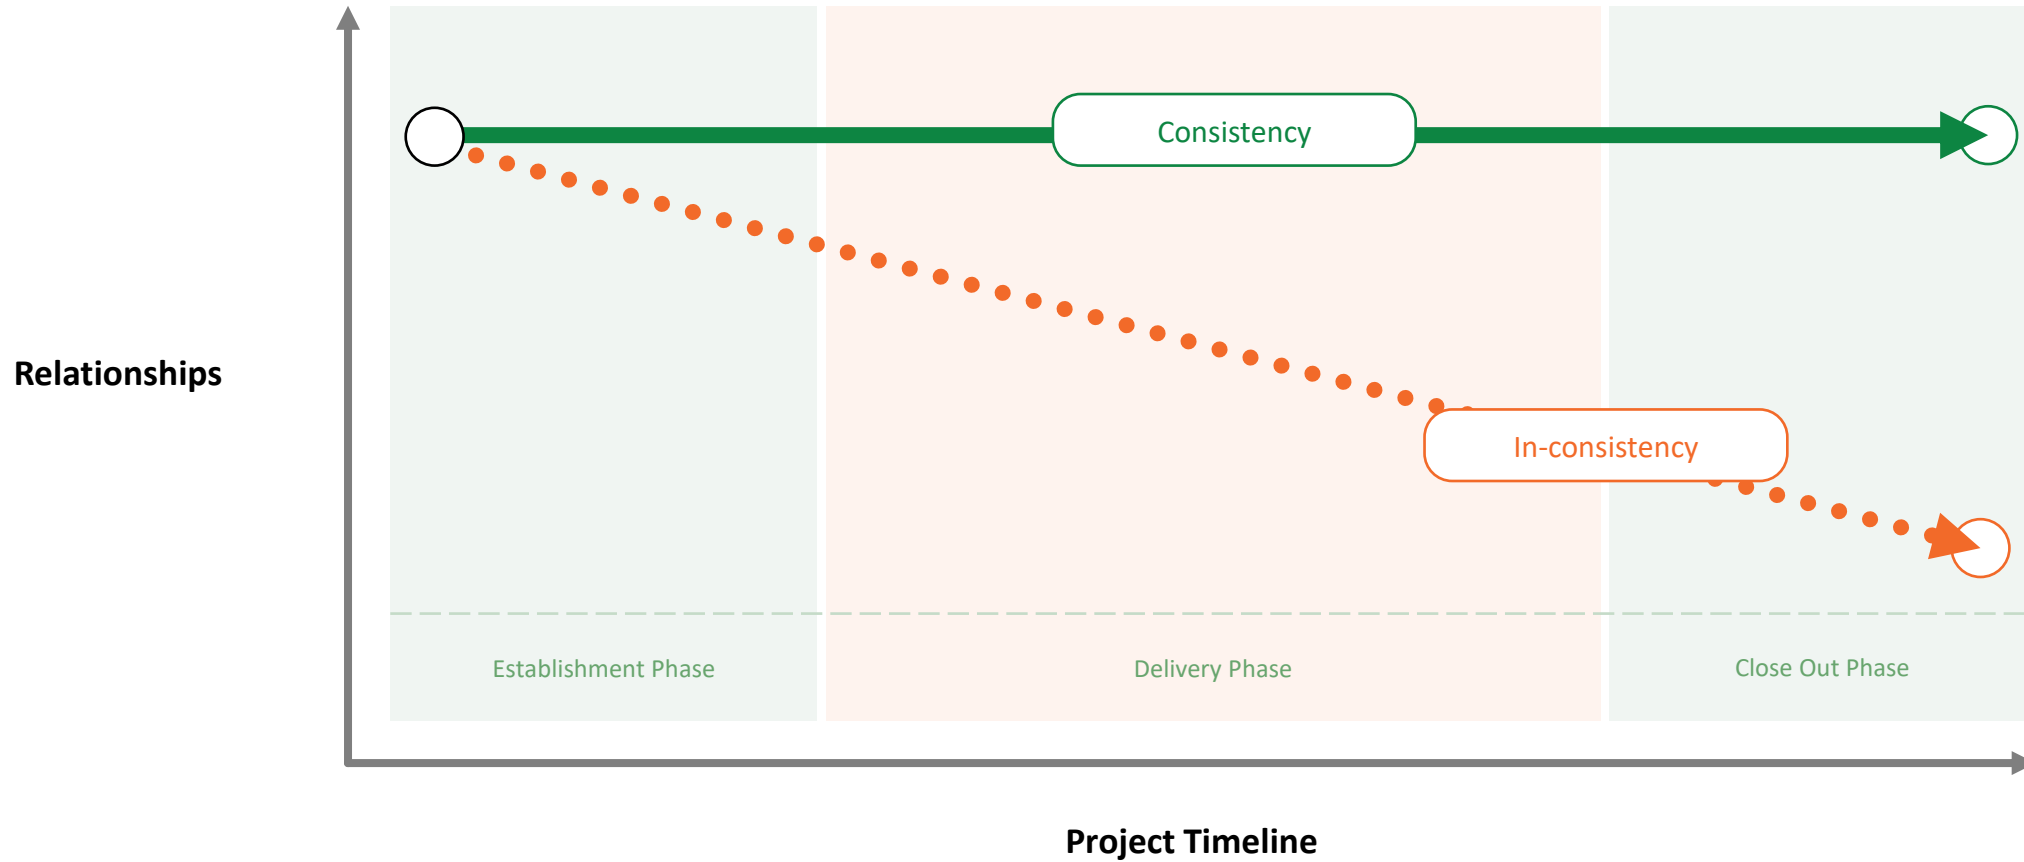 Consistency
Relationships
In-consistency
Establishment Phase
Delivery Phase
Close Out Phase
Project Timeline